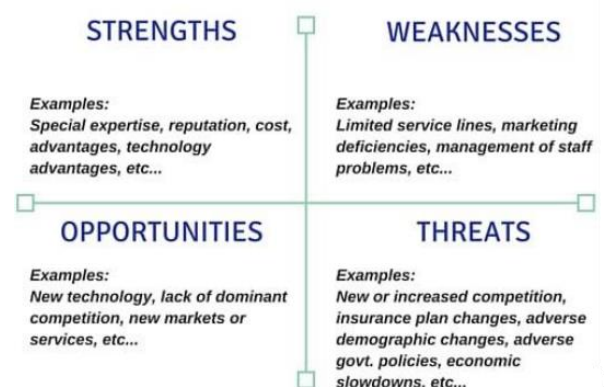 STRENGTHS
Examples:
Special expertise, reputation, cost,
advantages, technology
advantages, etc...
WEAKNESSES
Examples:
Limited service lines, marketing
deficiencies, management of staff
problems, etc...
OPPORTUNITIES
Examples:
New technology, lack of dominant
competition, new markets or
services, etc...
THREATS
Examples:
New or increased competition,
insurance plan changes, adverse
demographic changes, adverse
govt. policies, economic
slowdowns, etc...